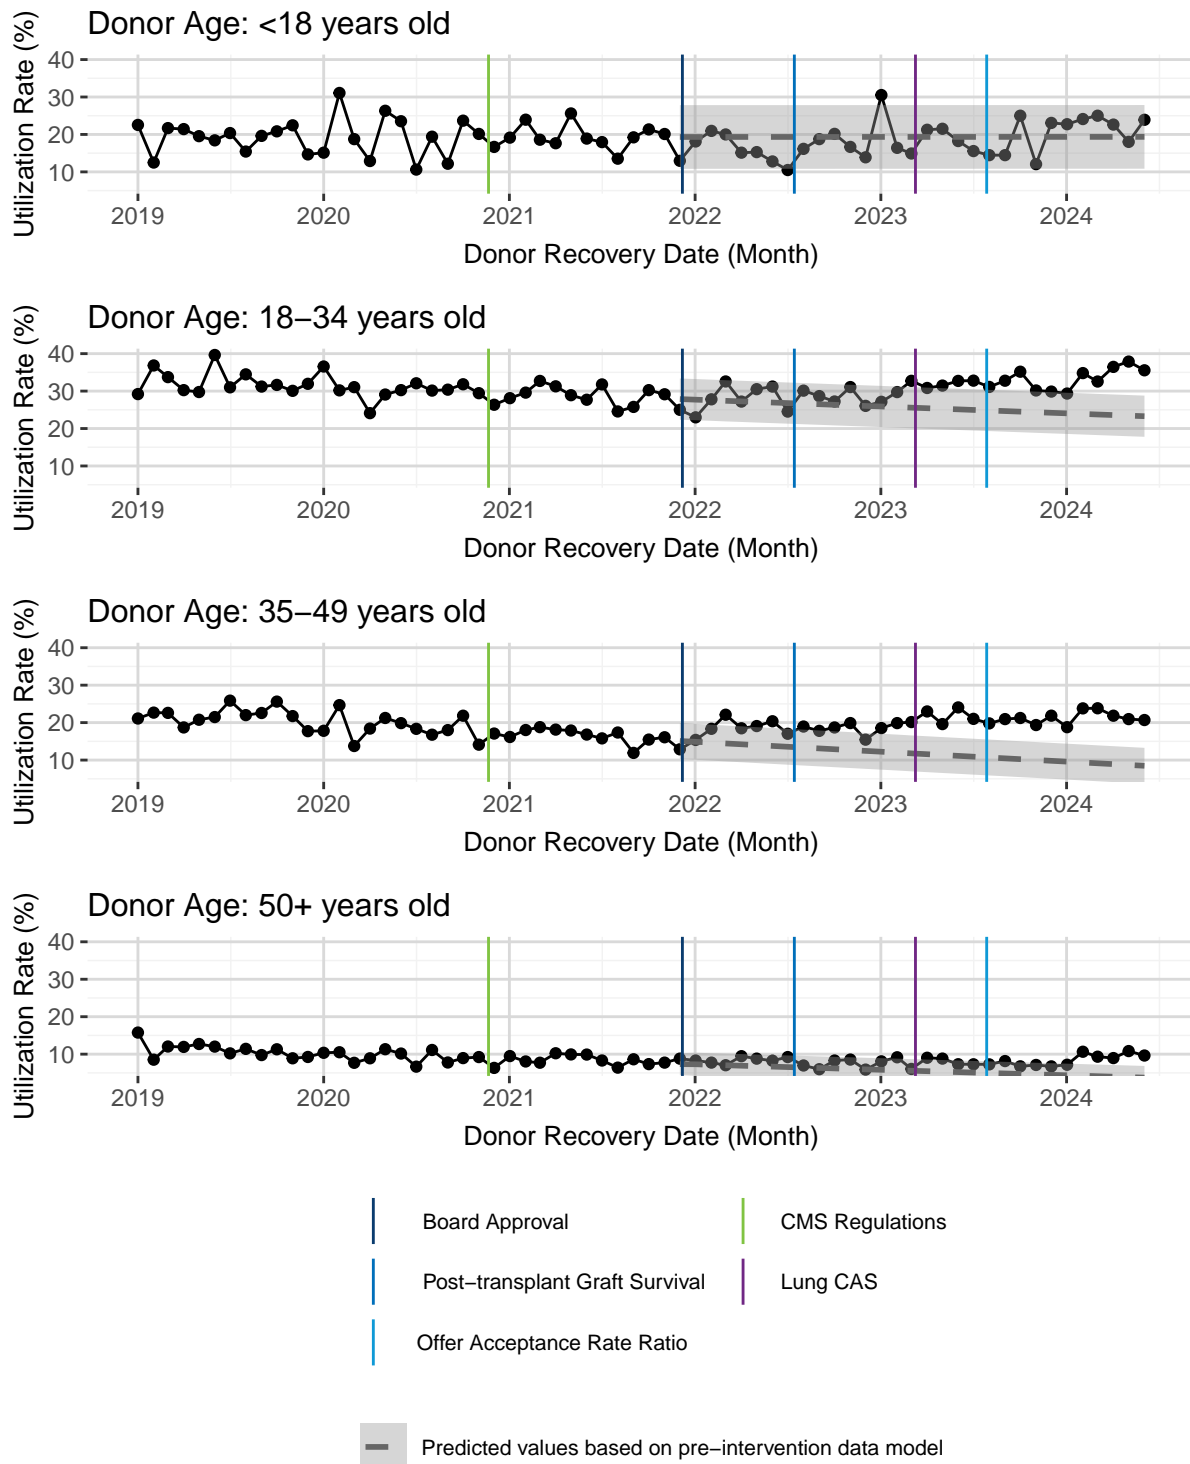 Donor Age: <18 years old
Utilization Rate (%)
40
30
20
10
2019 2020 2021 2022 2023 2024
Donor Recovery Date (Month)
Donor Age: 18−34 years old
Utilization Rate (%)
40
30
20
10
2019 2020 2021 2022 2023 2024
Donor Recovery Date (Month)
Donor Age: 35−49 years old
Utilization Rate (%)
40
30
20
10
2019 2020 2021 2022 2023 2024
Donor Recovery Date (Month)
Donor Age: 50+ years old
Utilization Rate (%)
40
30
20
10
2019 2020 2021 2022 2023 2024
Donor Recovery Date (Month)
Board Approval CMS Regulations
Post−transplant Graft Survival Lung CAS
Offer Acceptance Rate Ratio
Predicted values based on pre−intervention data model